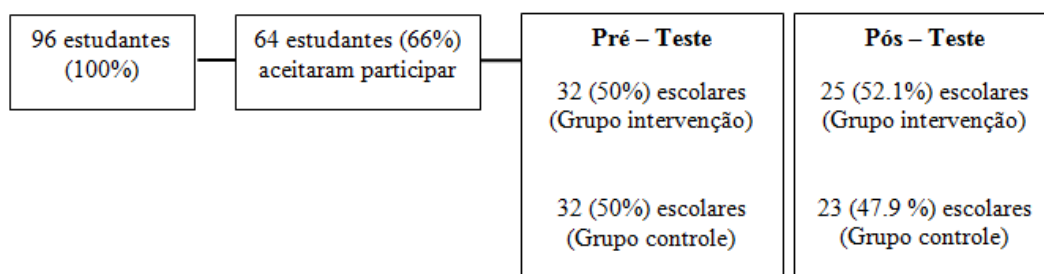 96 estudantes
(100%)
64 estudantes (66%)
aceitaram participar
Pré – Teste
32 (50%) escolares
(Grupo intervenção)
32 (50%) escolares
(Grupo controle)
Pós – Teste
25 (52.1%) escolares
(Grupo intervenção)
23 (47.9 %) escolares
(Grupo controle)